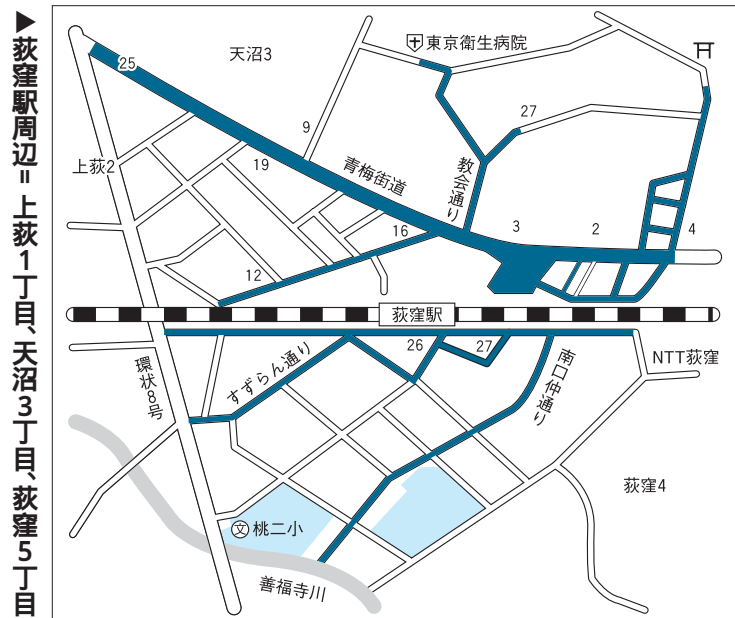 ▶荻窪駅周辺=上荻1丁目、天沼3丁目、荻窪5丁目
天沼3
東京衛生病院
25
27
9
上荻2
19
青梅街道
教会通り
3
2
4
16
12
荻窪駅
すずらん通り
26
27
南口仲通り
NTT荻窪
環状8号
荻窪4
文
桃二小
善福寺川